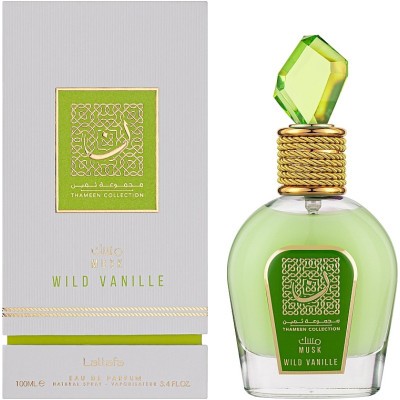 ن
مجموعة ثمين
THAMEEN COLLECTION
مسك
MUSK
WILD VANILLE
Lattafa
EAU DE PARFUM
100ML e NATURAL SPRAY - VAPORISATEUR 3.4 FL.OZ.
ن
مجموعة ثمين
THAMEEN COLLECTION
مسك
MUSK
WILD VANILLE